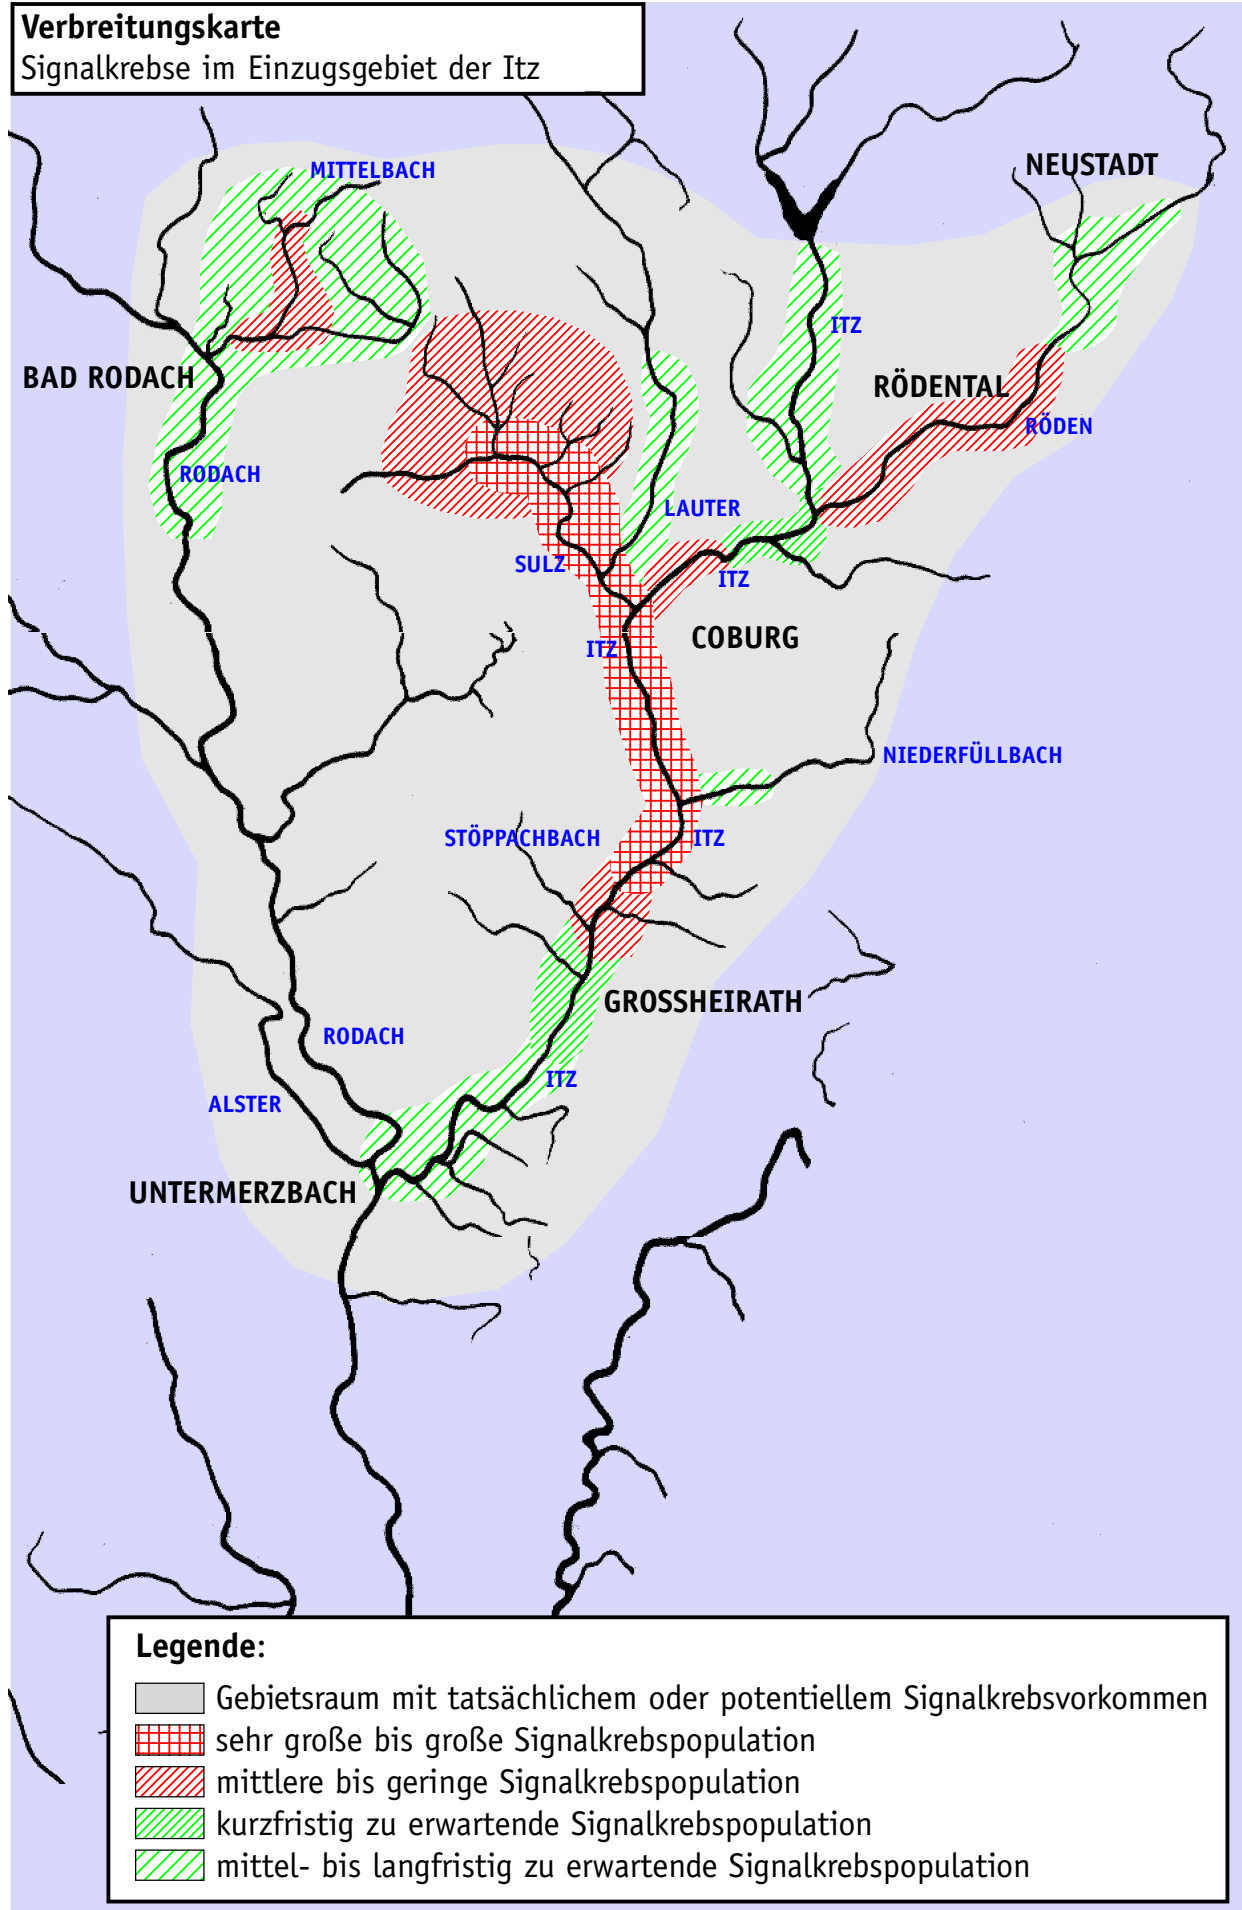 Verbreitungskarte
Signalkrebse im Einzugsgebiet der Itz
MITTELBACH
NEUSTADT
ITZ
BAD RODACH
RÖDENTAL
RÖDEN
RODACH
LAUTER
SULZ
ITZ
COBURG
ITZ
NIEDERFÜLLBACH
STÖPPACHBACH
ITZ
GROSSHEIRATH
RODACH
ITZ
ALSTER
UNTERMERZBACH
Legende:
Gebietsraum mit tatsächlichem oder potentiellem Signalkrebsvorkommen
sehr große bis große Signalkrebspopulation
mittlere bis geringe Signalkrebspopulation
kurzfristig zu erwartende Signalkrebspopulation
mittel- bis langfristig zu erwartende Signalkrebspopulation